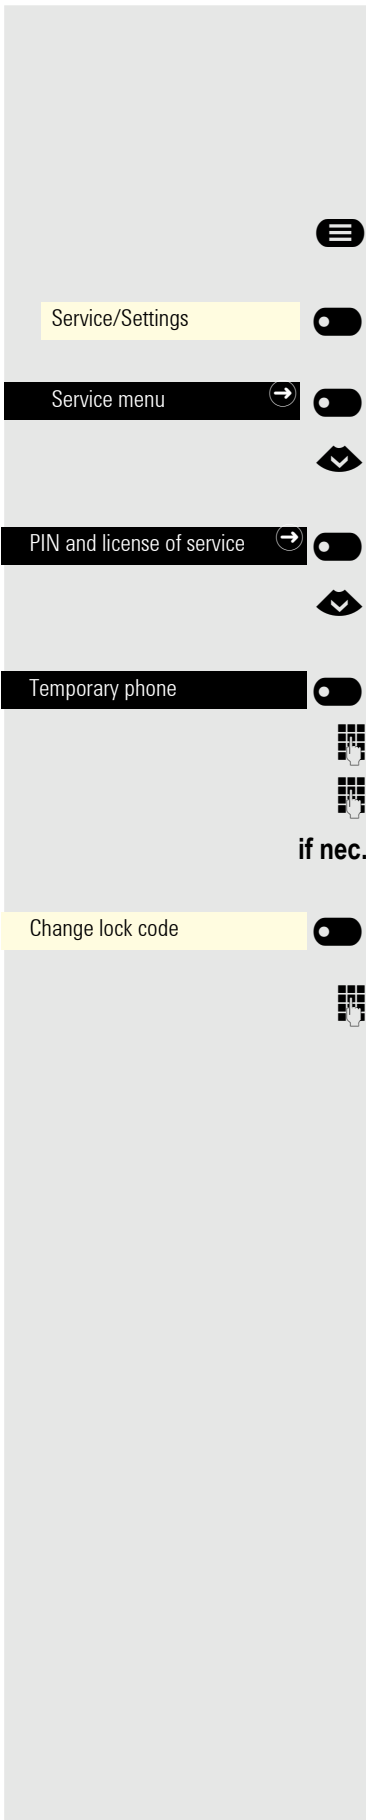 Service/Settings
Service menu
PIN and license of service
Temporary phone
if nec.
Change lock code